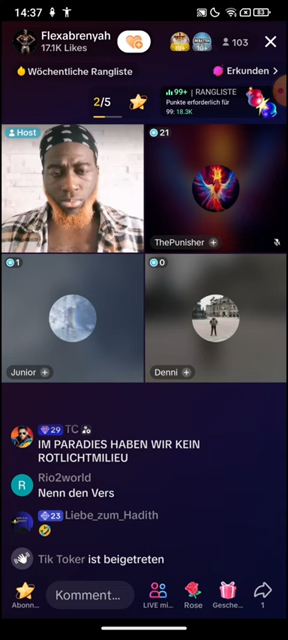 14:37
83
Flexabrenyah
17.1K Likes
103
Wöchentliche Rangliste
Erkunden
2/5
99+ | RANGLISTE
Punkte erforderlich für
99: 18.3K
Host
21
ThePunisher
1
0
Junior
Denni
29 TC
IM PARADIES HABEN WIR KEIN
ROTLICHTMILIEU
R
Rio2world
Nenn den Vers
23 Liebe_zum_Hadith
🤣
Tik Toker ist beigetreten
Kommentar...
Abonn...
LIVE mi...
Rose
Gesche...
1